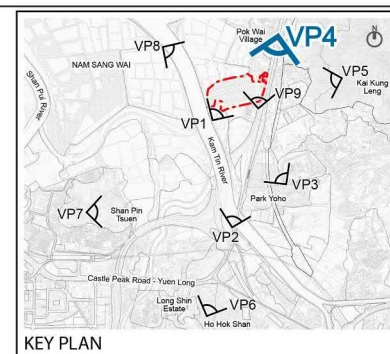 Pok Wai
Village
VP4
N
VP8
NAM SANG WAI
VP5
Kai Kung
Leng
Shan Pui River
VP9
VP1
Kam Tin River
VP3
Park Yoho
VP7
Shan Pin
Tsuen
VP2
Castle Peak Road - Yuen Long
Long Shin
Estate
VP6
Ho Hok Shan
KEY PLAN